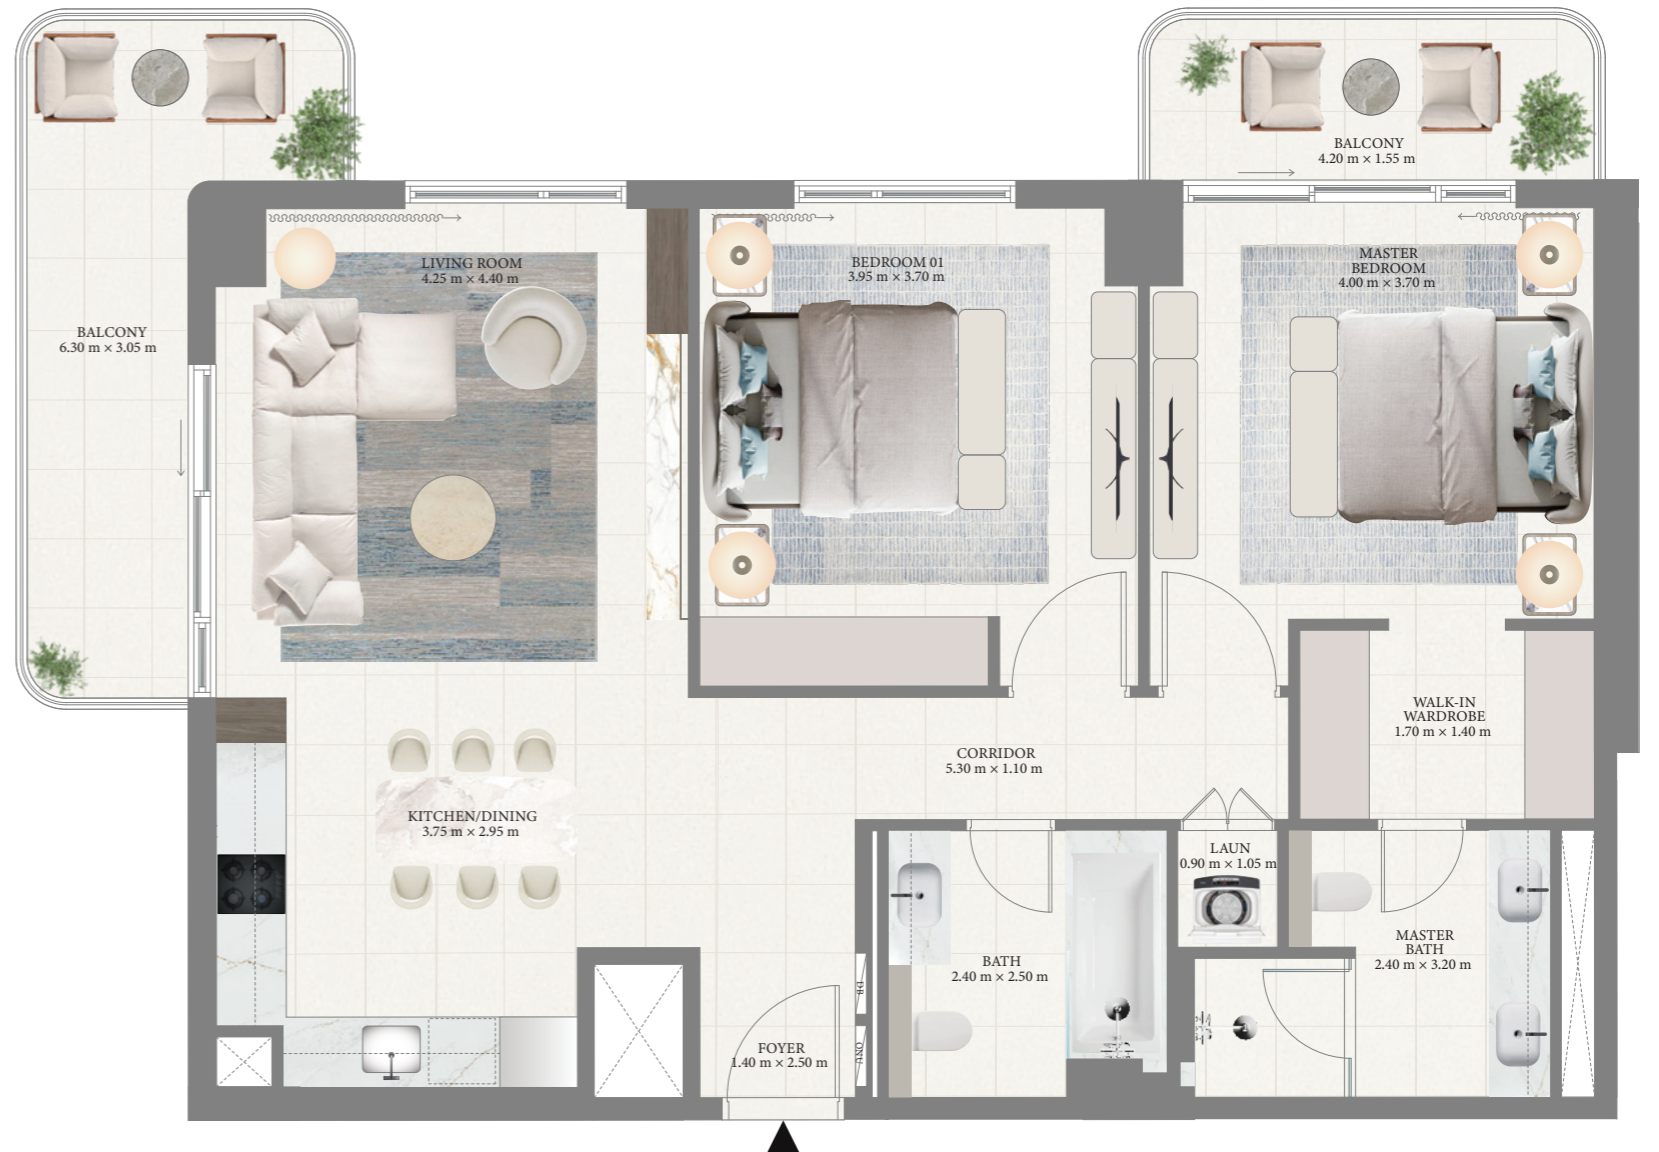 BALCONY
4.20 m × 1.55 m
LIVING ROOM
4.25 m × 4.40 m
BEDROOM 01
3.95 m × 3.70 m
MASTER
BEDROOM
4.00 m × 3.70 m
BALCONY
6.30 m × 3.05 m
WALK-IN
WARDROBE
1.70 m × 1.40 m
CORRIDOR
5.30 m × 1.10 m
KITCHEN/DINING
3.75 m × 2.95 m
LAUN
0.90 m × 1.05 m
MASTER
BATH
2.40 m × 3.20 m
BATH
2.40 m × 2.50 m
DB
ONU
FOYER
1.40 m × 2.50 m